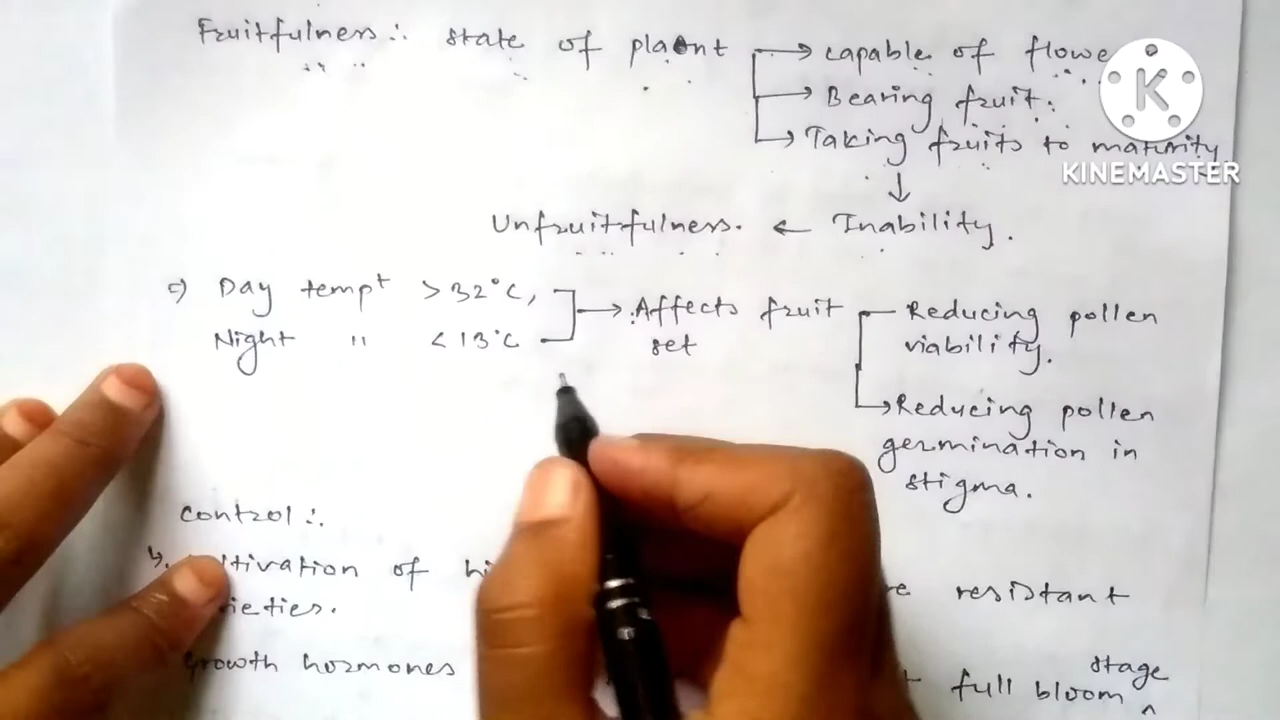 Fruitfulness:. state of plant → capable of flowe
→ Bearing fruit.
→ Taking fruits to maturity
KINEMASTER
↓
Unfruitfulness. ← Inability.
=) Day tempt > 32°C, → Affects fruit set — Reducing pollen viability.
Night " < 13°C
→ Reducing pollen
germination in
stigma.
control:.
↳. ltivation of hi re resistant
ieties.
Growth hormones full bloom stage